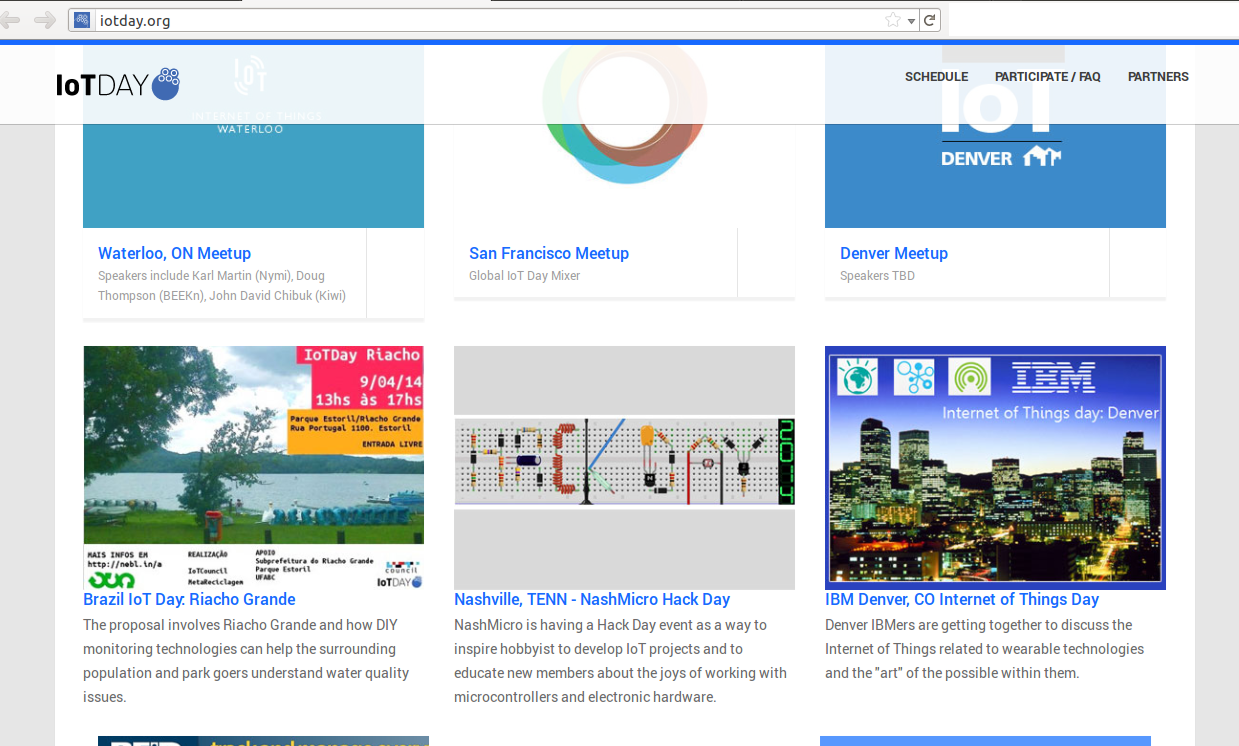 iotday.org
IoTDAY
SCHEDULE
PARTICIPATE / FAQ
PARTNERS
IoT
INTERNET OF THINGS
WATERLOO
IoT
DENVER
Waterloo, ON Meetup
Speakers include Karl Martin (Nymi), Doug
Thompson (BEEKn), John David Chibuk (Kiwi)
San Francisco Meetup
Global IoT Day Mixer
Denver Meetup
Speakers TBD
IoTDay Riacho
9/04/14
13hs às 17hs
Parque Estoril/Riacho Grande
Rua Portugal 1100. Estoril
ENTRADA LIVRE
MAIS INFOS EM
http://nebl.in/a
REALIZAÇÃO
IoTCouncil
MetaReciclagem
APOIO
Subprefeitura do Riacho Grande
Parque Estoril
UFABC
council
IoTDAY
IBM
Internet of Things day: Denver
Brazil IoT Day: Riacho Grande
The proposal involves Riacho Grande and how DIY
monitoring technologies can help the surrounding
population and park goers understand water quality
issues.
Nashville, TENN - NashMicro Hack Day
NashMicro is having a Hack Day event as a way to
inspire hobbyist to develop IoT projects and to
educate new members about the joys of working with
microcontrollers and electronic hardware.
IBM Denver, CO Internet of Things Day
Denver IBMers are getting together to discuss the
Internet of Things related to wearable technologies
and the "art" of the possible within them.